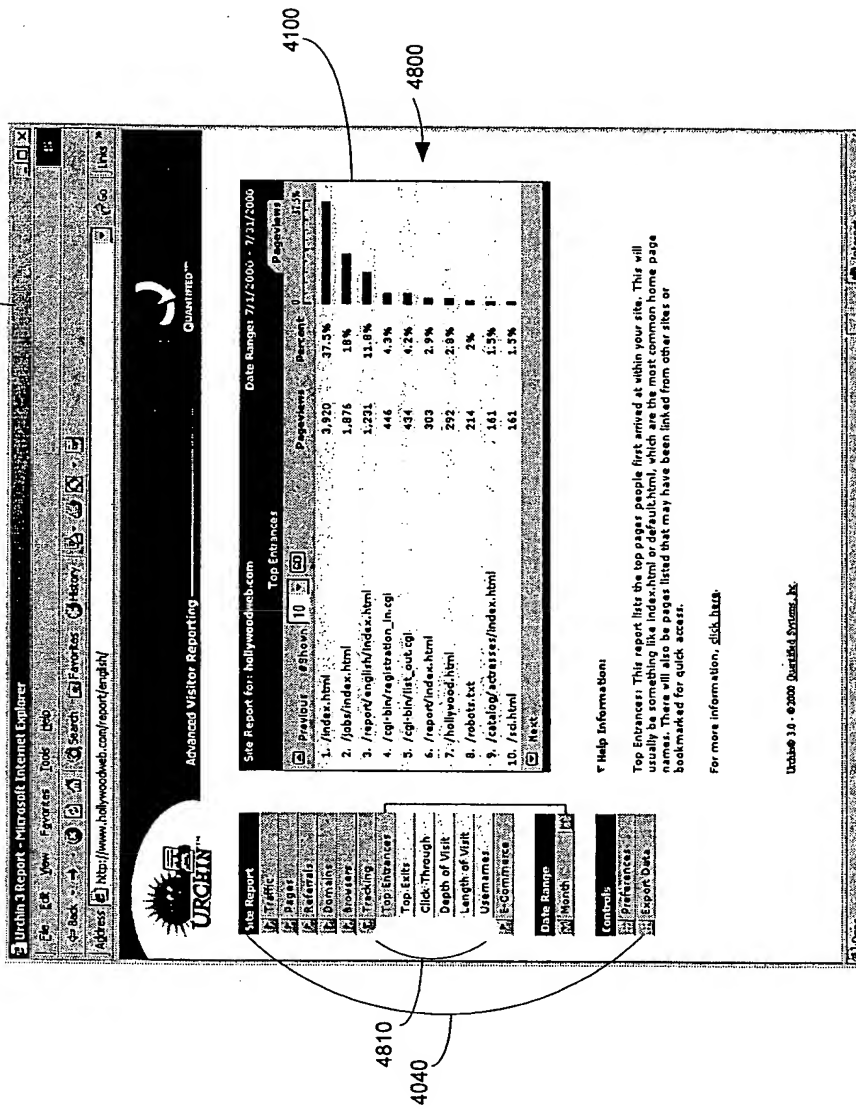 Urchin 3 Report - Microsoft Internet Explorer
File Edit View Favorites Tools Help
Back Search Favorites History
Address http://www.hollywoodweb.com/report/english/ Go Links »
URCHIN™
Advanced Visitor Reporting
QUANTIFIED™
Site Report
Traffic
Pages
Referrals
Domains
Browsers
Tracking
Top Entrances
Top Exits
Click Through
Depth of Visit
Length of Visit
Usernames
E-Commerce
Date Range
Month
Controls
Preferences
Export Data
Site Report for: hollywoodweb.com Date Range: 7/1/2000 - 7/31/2000
Top Entrances Pageviews
Previous #Shown 10 GO Pageviews Percent 0 37.5%
1. /index.html 3,920 37.5%
2. /jobs/index.html 1,876 18%
3. /report/english/index.html 1,231 11.8%
4. /cgi-bin/registration_in.cgi 446 4.3%
5. /cgi-bin/list_out.cgi 434 4.2%
6. /report/index.html 303 2.9%
7. /hollywood.html 292 2.8%
8. /robots.txt 214 2%
9. /catalog/actresses/index.html 161 1.5%
10. /sd.html 161 1.5%
Next
▼ Help Information:
Top Entrances: This report lists the top pages people first arrived at within your site. This will
usually be something like index.html or default.html, which are the most common home page
names. There will also be pages listed that may have been linked from other sites or
bookmarked for quick access.
For more information, click here.
Urchin® 3.0 - ©2000 Quantified Systems, Inc.
4100
4800
4810
4040